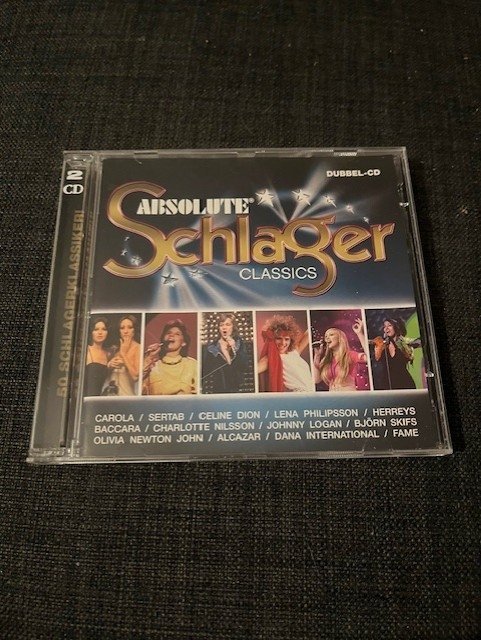 2
CD
50 SCHLAGERKLASSIKER!
DUBBEL-CD
ABSOLUTE®
Schlager
CLASSICS
CAROLA / SERTAB / CELINE DION / LENA PHILIPSSON / HERREYS
BACCARA / CHARLOTTE NILSSON / JOHNNY LOGAN / BJÖRN SKIFS
OLIVIA NEWTON JOHN / ALCAZAR / DANA INTERNATIONAL / FAME